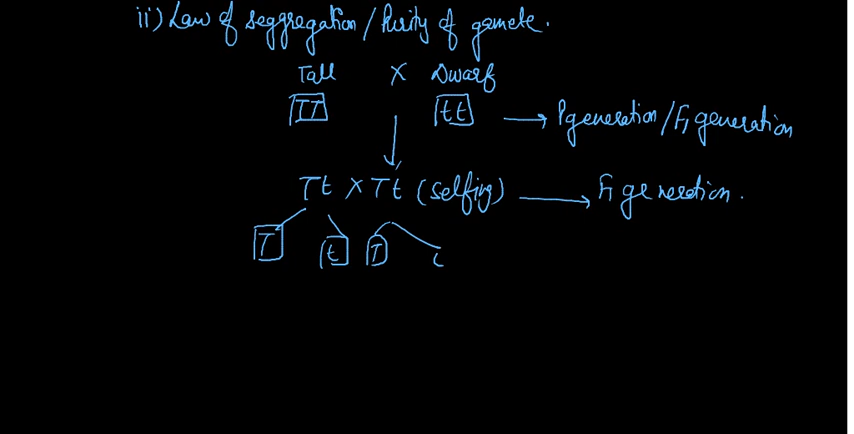 ii) Law of seggregation / Purity of gamete.
Tall X Dwarf
TT tt → P generation / F1 generation
Tt X Tt (selfing) → F1 generation.
T t T